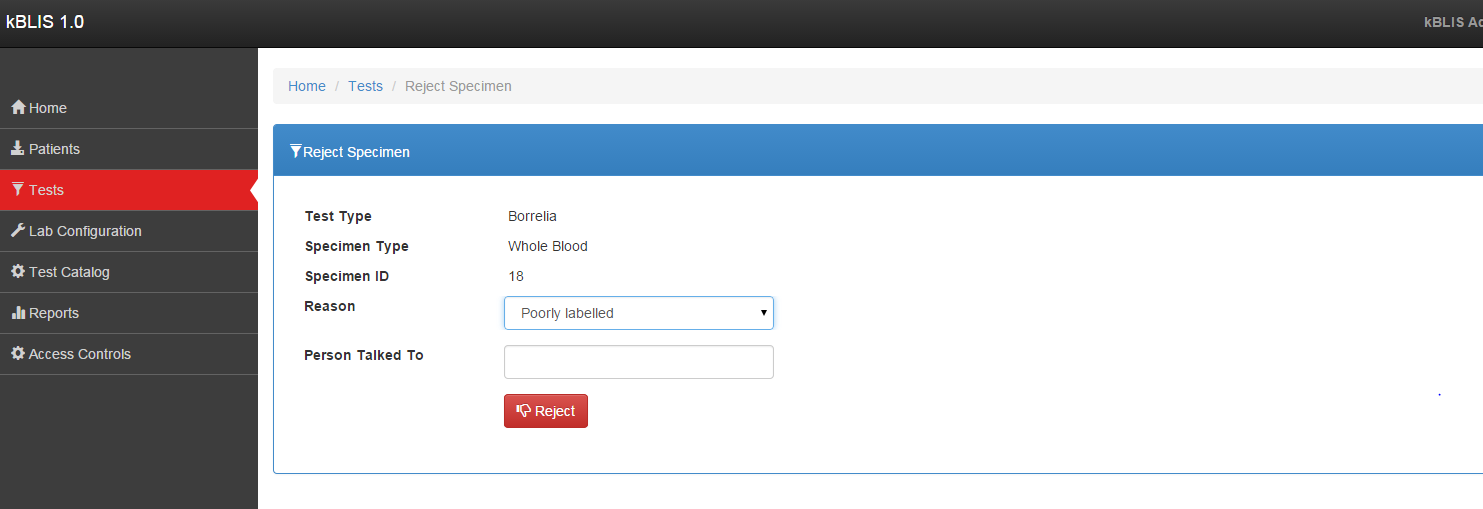 kBLIS 1.0
kBLIS
Home
Patients
Tests
Lab Configuration
Test Catalog
Reports
Access Controls
Home / Tests / Reject Specimen
Reject Specimen
Test Type Borrelia
Specimen Type Whole Blood
Specimen ID 18
Reason Poorly labelled
Person Talked To
Reject